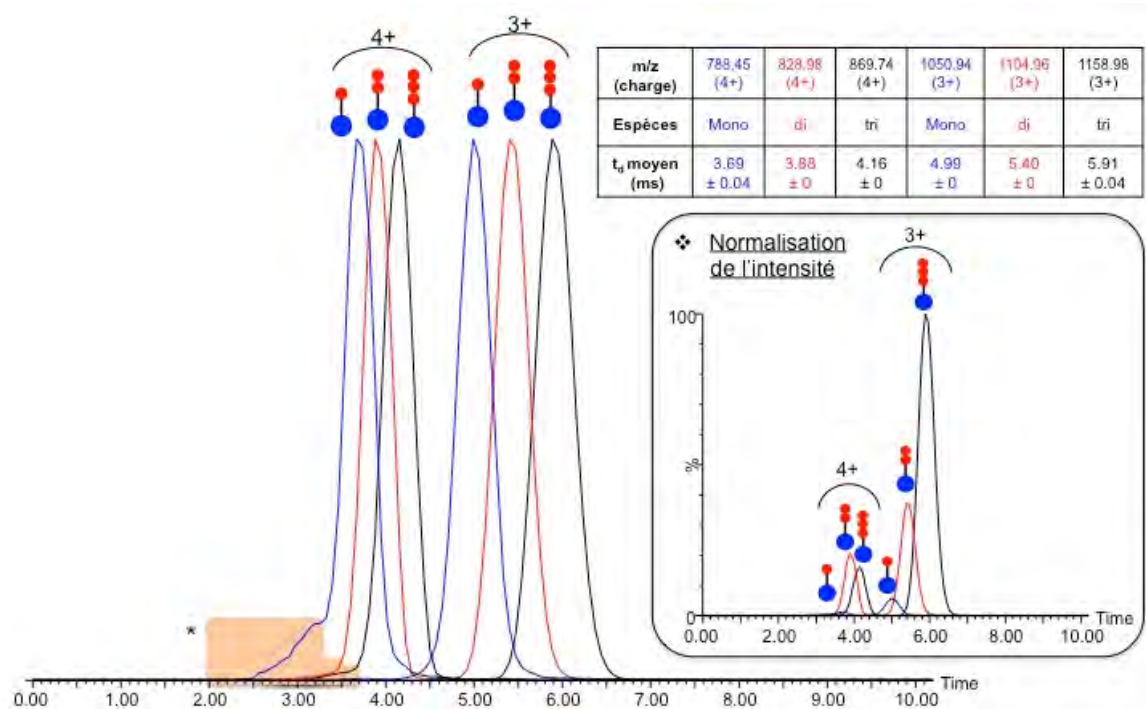 4+
3+
m/z 788.45 828.98 869.74 1050.94 1104.96 1158.98
(charge) (4+) (4+) (4+) (3+) (3+) (3+)
Espèces Mono di tri Mono di tri
td moyen 3.69 3.88 4.16 4.99 5.40 5.91
(ms) ± 0.04 ± 0 ± 0 ± 0 ± 0 ± 0.04
❖ Normalisation
de l'intensité
3+
100
%
4+
0
Time
0.00 2.00 4.00 6.00 8.00 10.00
*
Time
0.00 1.00 2.00 3.00 4.00 5.00 6.00 7.00 8.00 9.00 10.00